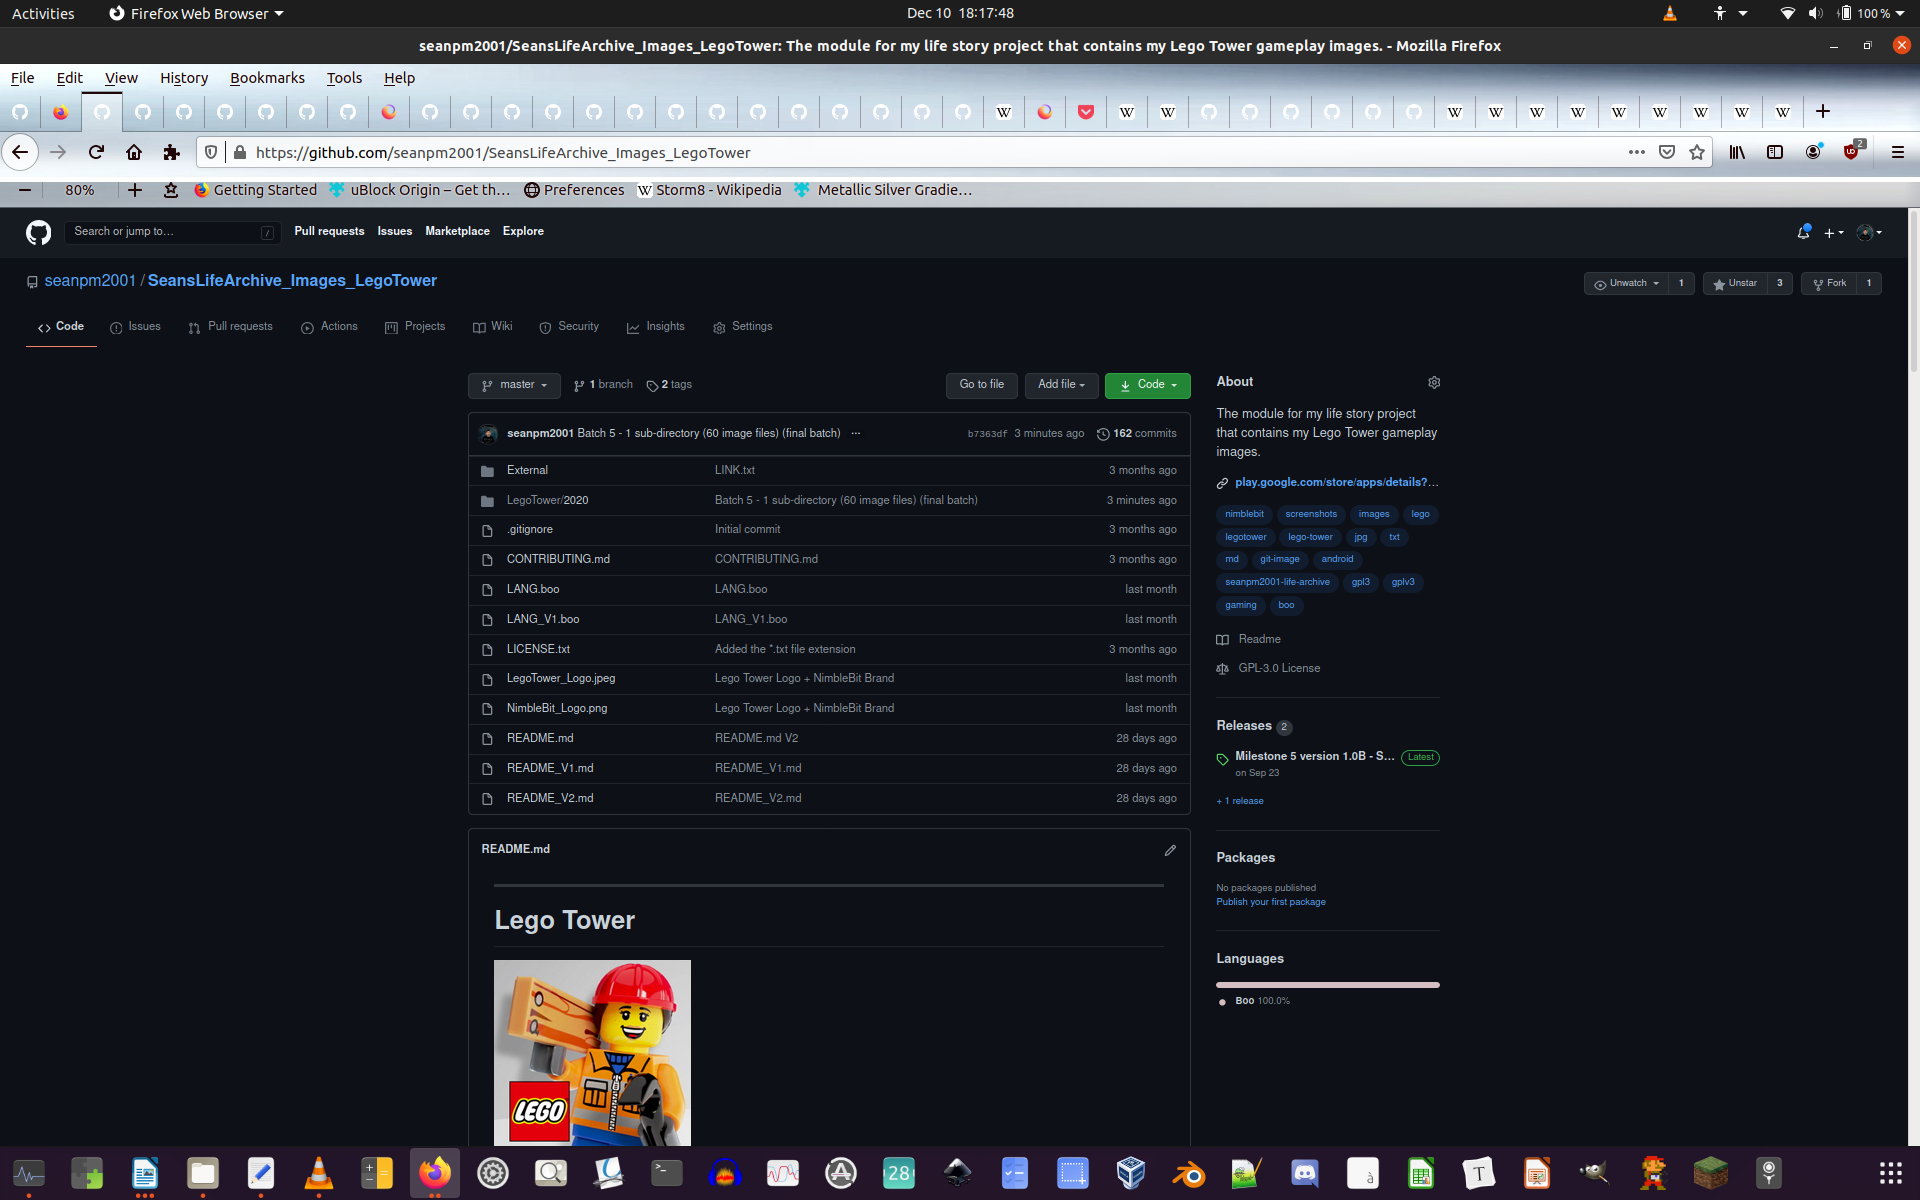 Activities Firefox Web Browser Dec 10 18:17:48 100 %
seanpm2001/SeansLifeArchive_Images_LegoTower: The module for my life story project that contains my Lego Tower gameplay images. - Mozilla Firefox
File Edit View History Bookmarks Tools Help
https://github.com/seanpm2001/SeansLifeArchive_Images_LegoTower 2
80% Getting Started uBlock Origin – Get th… Preferences Storm8 - Wikipedia Metallic Silver Gradie…
Search or jump to… / Pull requests Issues Marketplace Explore
seanpm2001 / SeansLifeArchive_Images_LegoTower Unwatch 1 Unstar 3 Fork 1
Code Issues Pull requests Actions Projects Wiki Security Insights Settings
master 1 branch 2 tags Go to file Add file Code
seanpm2001 Batch 5 - 1 sub-directory (60 image files) (final batch) ... b7363df 3 minutes ago 162 commits
External LINK.txt 3 months ago
LegoTower/2020 Batch 5 - 1 sub-directory (60 image files) (final batch) 3 minutes ago
.gitignore Initial commit 3 months ago
CONTRIBUTING.md CONTRIBUTING.md 3 months ago
LANG.boo LANG.boo last month
LANG_V1.boo LANG_V1.boo last month
LICENSE.txt Added the *.txt file extension 3 months ago
LegoTower_Logo.jpeg Lego Tower Logo + NimbleBit Brand last month
NimbleBit_Logo.png Lego Tower Logo + NimbleBit Brand last month
README.md README.md V2 28 days ago
README_V1.md README_V1.md 28 days ago
README_V2.md README_V2.md 28 days ago
README.md
Lego Tower
LEGO
About
The module for my life story project
that contains my Lego Tower gameplay
images.
play.google.com/store/apps/details?…
nimblebit screenshots images lego
legotower lego-tower jpg txt
md git-image android
seanpm2001-life-archive gpl3 gplv3
gaming boo
Readme
GPL-3.0 License
Releases 2
Milestone 5 version 1.0B - S… Latest
on Sep 23
+ 1 release
Packages
No packages published
Publish your first package
Languages
Boo 100.0%
28